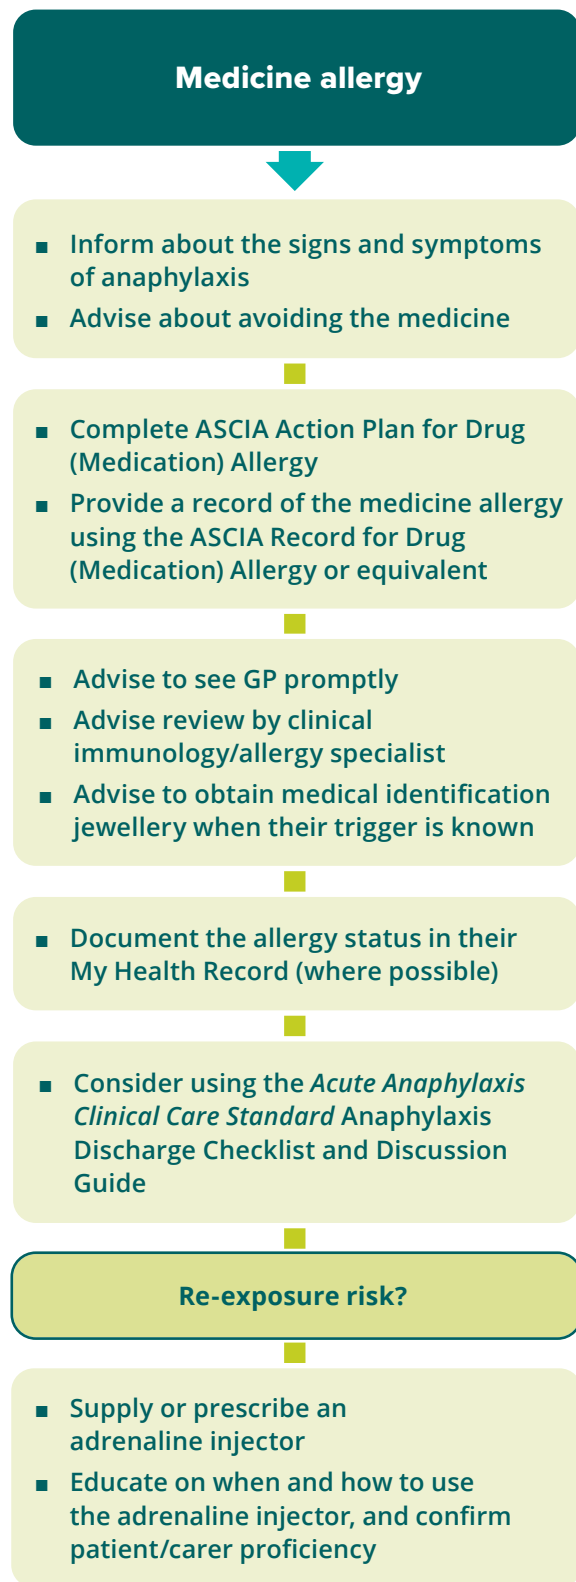 Medicine allergy
▪ Inform about the signs and symptoms
of anaphylaxis
▪ Advise about avoiding the medicine
▪ Complete ASCIA Action Plan for Drug
(Medication) Allergy
▪ Provide a record of the medicine allergy
using the ASCIA Record for Drug
(Medication) Allergy or equivalent
▪ Advise to see GP promptly
▪ Advise review by clinical
immunology/allergy specialist
▪ Advise to obtain medical identification
jewellery when their trigger is known
▪ Document the allergy status in their
My Health Record (where possible)
▪ Consider using the Acute Anaphylaxis
Clinical Care Standard Anaphylaxis
Discharge Checklist and Discussion
Guide
Re-exposure risk?
▪ Supply or prescribe an
adrenaline injector
▪ Educate on when and how to use
the adrenaline injector, and confirm
patient/carer proficiency